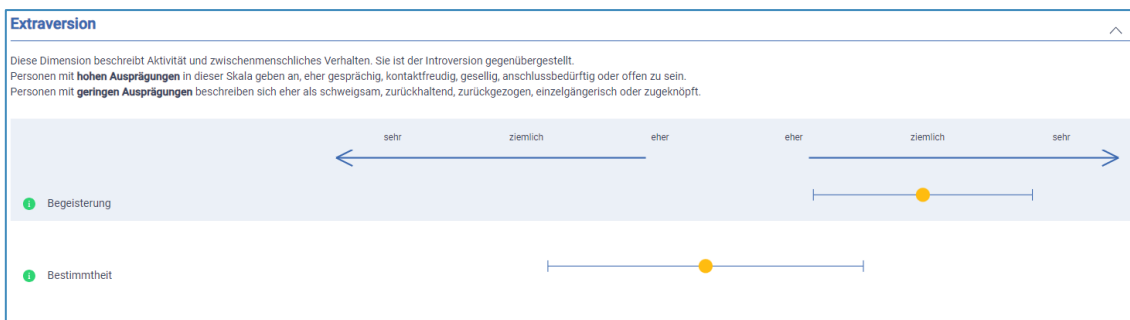 Extraversion
Diese Dimension beschreibt Aktivität und zwischenmenschliches Verhalten. Sie ist der Introversion gegenübergestellt.
Personen mit hohen Ausprägungen in dieser Skala geben an, eher gesprächig, kontaktfreudig, gesellig, anschlussbedürftig oder offen zu sein.
Personen mit geringen Ausprägungen beschreiben sich eher als schweigsam, zurückhaltend, zurückgezogen, einzelgängerisch oder zugeknöpft.
sehr ziemlich eher eher ziemlich sehr
i Begeisterung
i Bestimmtheit